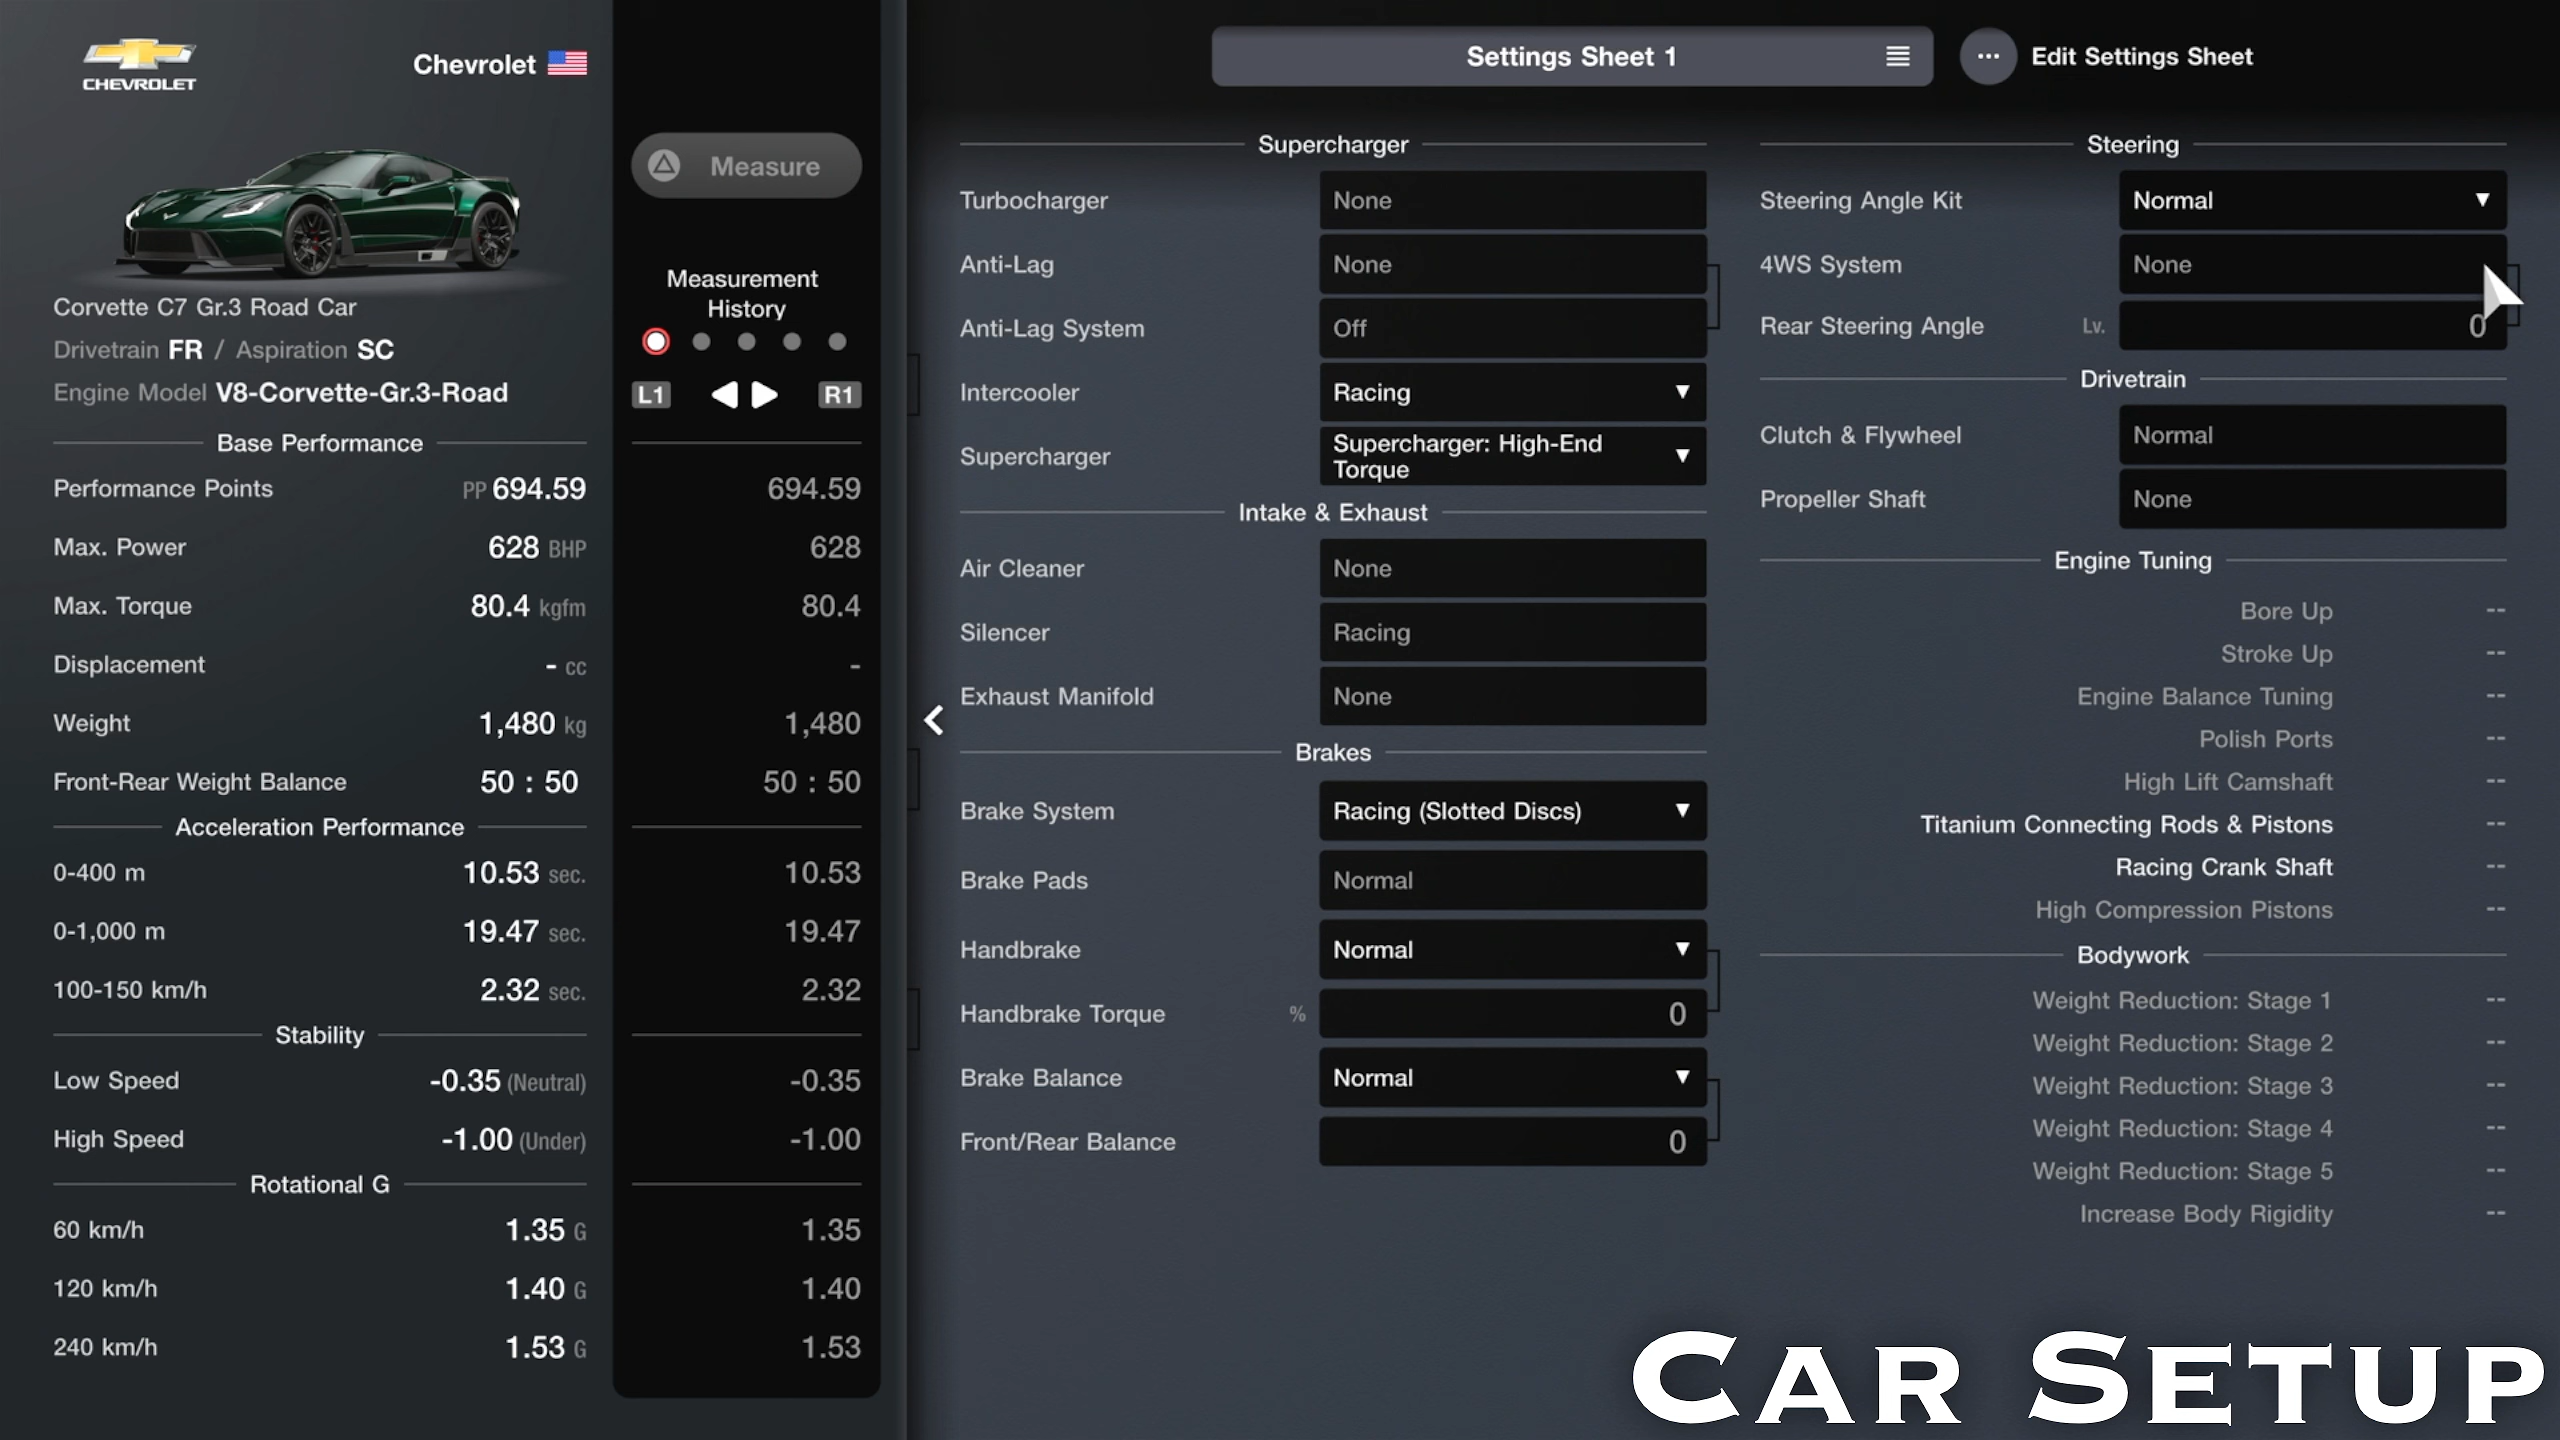 CHEVROLET
Chevrolet
Corvette C7 Gr.3 Road Car
Drivetrain FR / Aspiration SC
Engine Model V8-Corvette-Gr.3-Road
Base Performance
Performance Points PP 694.59
Max. Power 628 BHP
Max. Torque 80.4 kgfm
Displacement - cc
Weight 1,480 kg
Front-Rear Weight Balance 50 : 50
Acceleration Performance
0-400 m 10.53 sec.
0-1,000 m 19.47 sec.
100-150 km/h 2.32 sec.
Stability
Low Speed -0.35 (Neutral)
High Speed -1.00 (Under)
Rotational G
60 km/h 1.35 G
120 km/h 1.40 G
240 km/h 1.53 G
Measure
Measurement
History
L1 R1
694.59
628
80.4
-
1,480
50 : 50
10.53
19.47
2.32
-0.35
-1.00
1.35
1.40
1.53
Settings Sheet 1
Edit Settings Sheet
Supercharger
Turbocharger None
Anti-Lag None
Anti-Lag System Off
Intercooler Racing
Supercharger Supercharger: High-End
Torque
Intake & Exhaust
Air Cleaner None
Silencer Racing
Exhaust Manifold None
Brakes
Brake System Racing (Slotted Discs)
Brake Pads Normal
Handbrake Normal
Handbrake Torque % 0
Brake Balance Normal
Front/Rear Balance 0
Steering
Steering Angle Kit Normal
4WS System None
Rear Steering Angle Lv. 0
Drivetrain
Clutch & Flywheel Normal
Propeller Shaft None
Engine Tuning
Bore Up --
Stroke Up --
Engine Balance Tuning --
Polish Ports --
High Lift Camshaft --
Titanium Connecting Rods & Pistons --
Racing Crank Shaft --
High Compression Pistons --
Bodywork
Weight Reduction: Stage 1 --
Weight Reduction: Stage 2 --
Weight Reduction: Stage 3 --
Weight Reduction: Stage 4 --
Weight Reduction: Stage 5 --
Increase Body Rigidity --
CAR SETUP